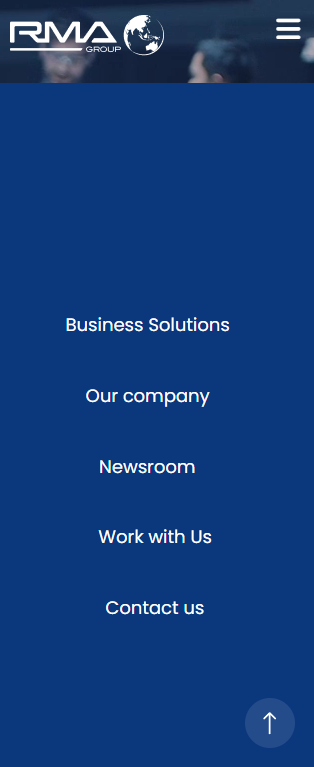 RMA
GROUP
Business Solutions
Our company
Newsroom
Work with Us
Contact us